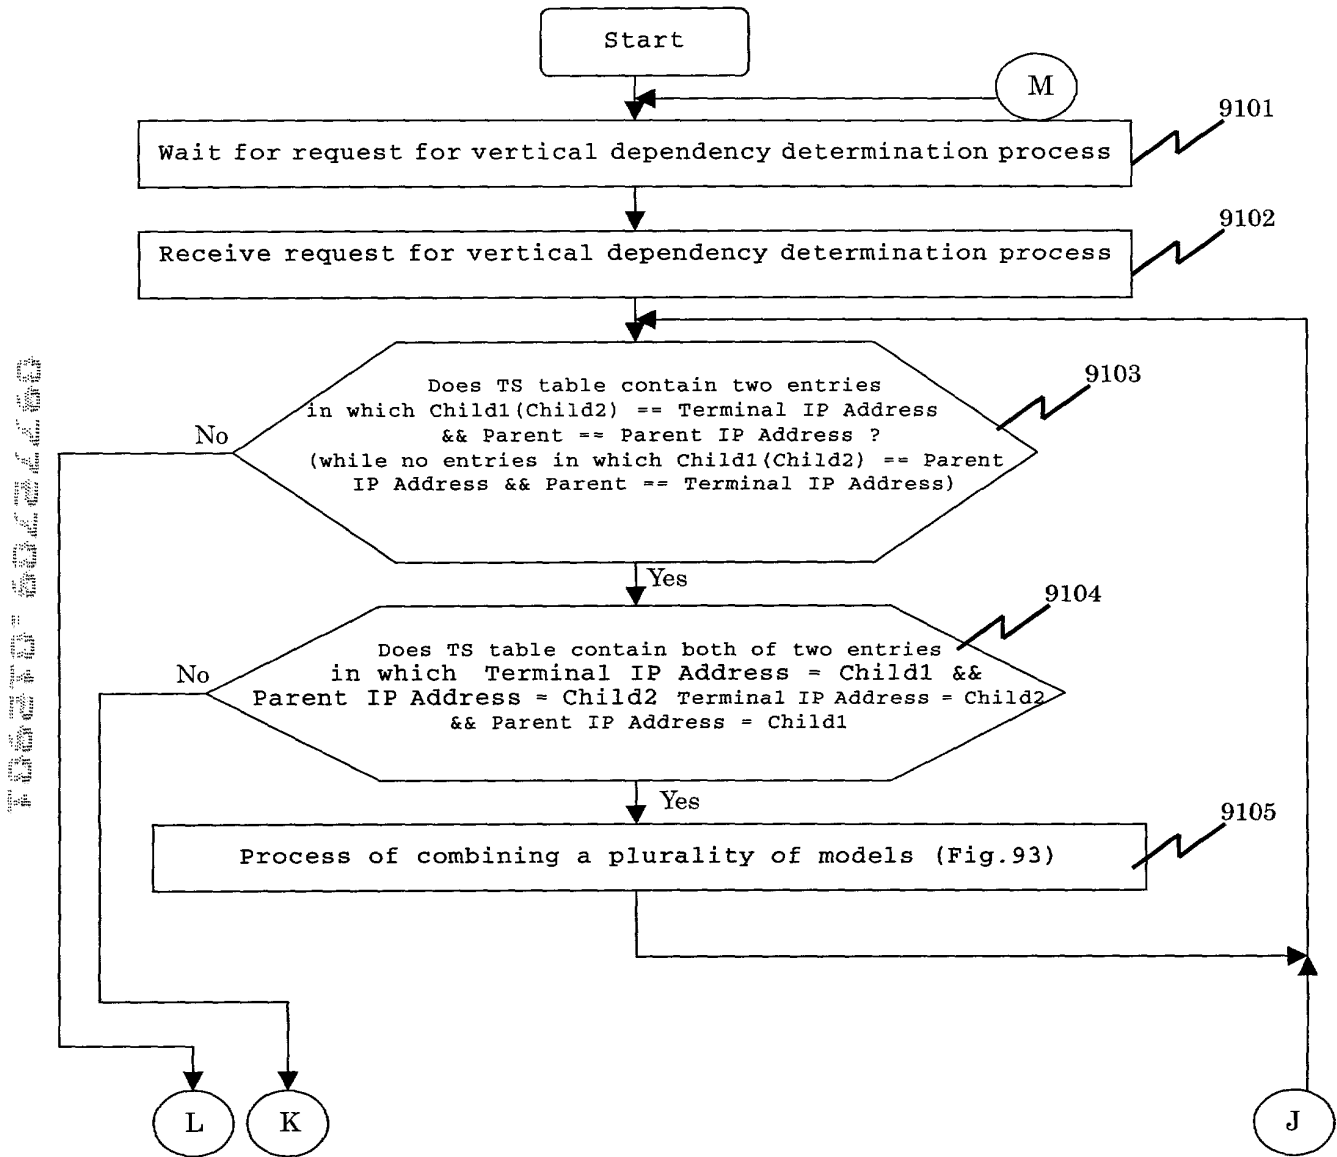 Start
M
9101
Wait for request for vertical dependency determination process
9102
Receive request for vertical dependency determination process
9103
Does TS table contain two entries
in which Child1(Child2) == Terminal IP Address
&& Parent == Parent IP Address ?
(while no entries in which Child1(Child2) == Parent
IP Address && Parent == Terminal IP Address)
No
Yes
9104
Does TS table contain both of two entries
in which Terminal IP Address = Child1 &&
Parent IP Address = Child2 Terminal IP Address = Child2
&& Parent IP Address = Child1
No
Yes
9105
Process of combining a plurality of models (Fig.93)
L
K
J